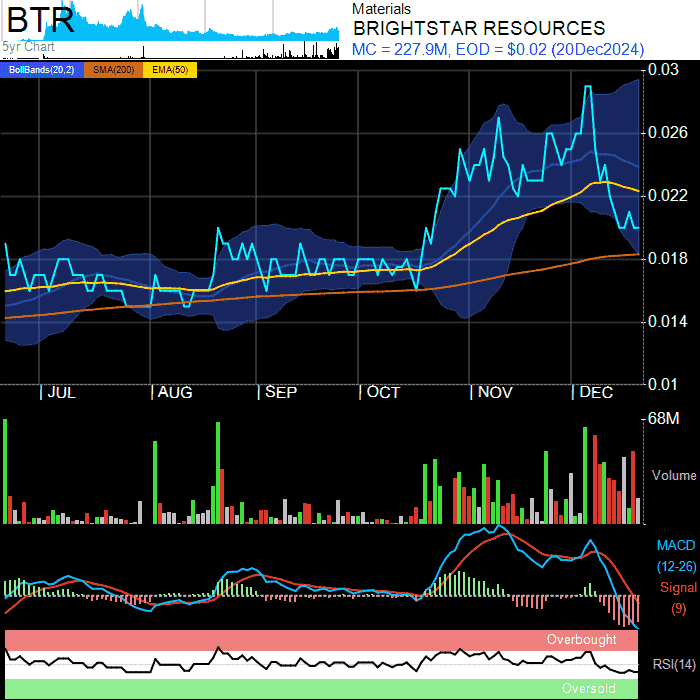 BTR
5yr Chart
Materials
BRIGHTSTAR RESOURCES
MC = 227.9M, EOD = $0.02 (20Dec2024)
BollBands(20,2) SMA(200) EMA(50)
0.03
0.026
0.022
0.018
0.014
0.01
JUL AUG SEP OCT NOV DEC
68M
Volume
MACD
(12-26)
Signal
(9)
Overbought
RSI(14)
Oversold